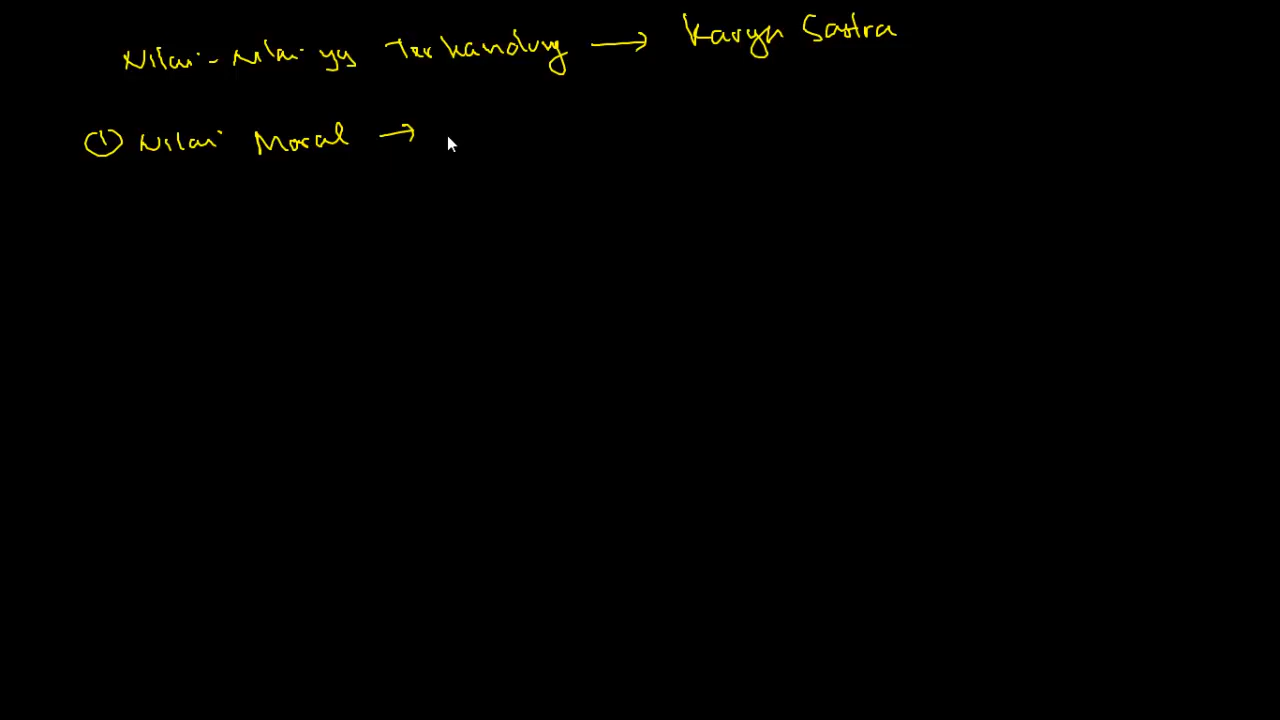 Nilai-nilai yg Terkandung → Karya Sastra
① Nilai Moral →